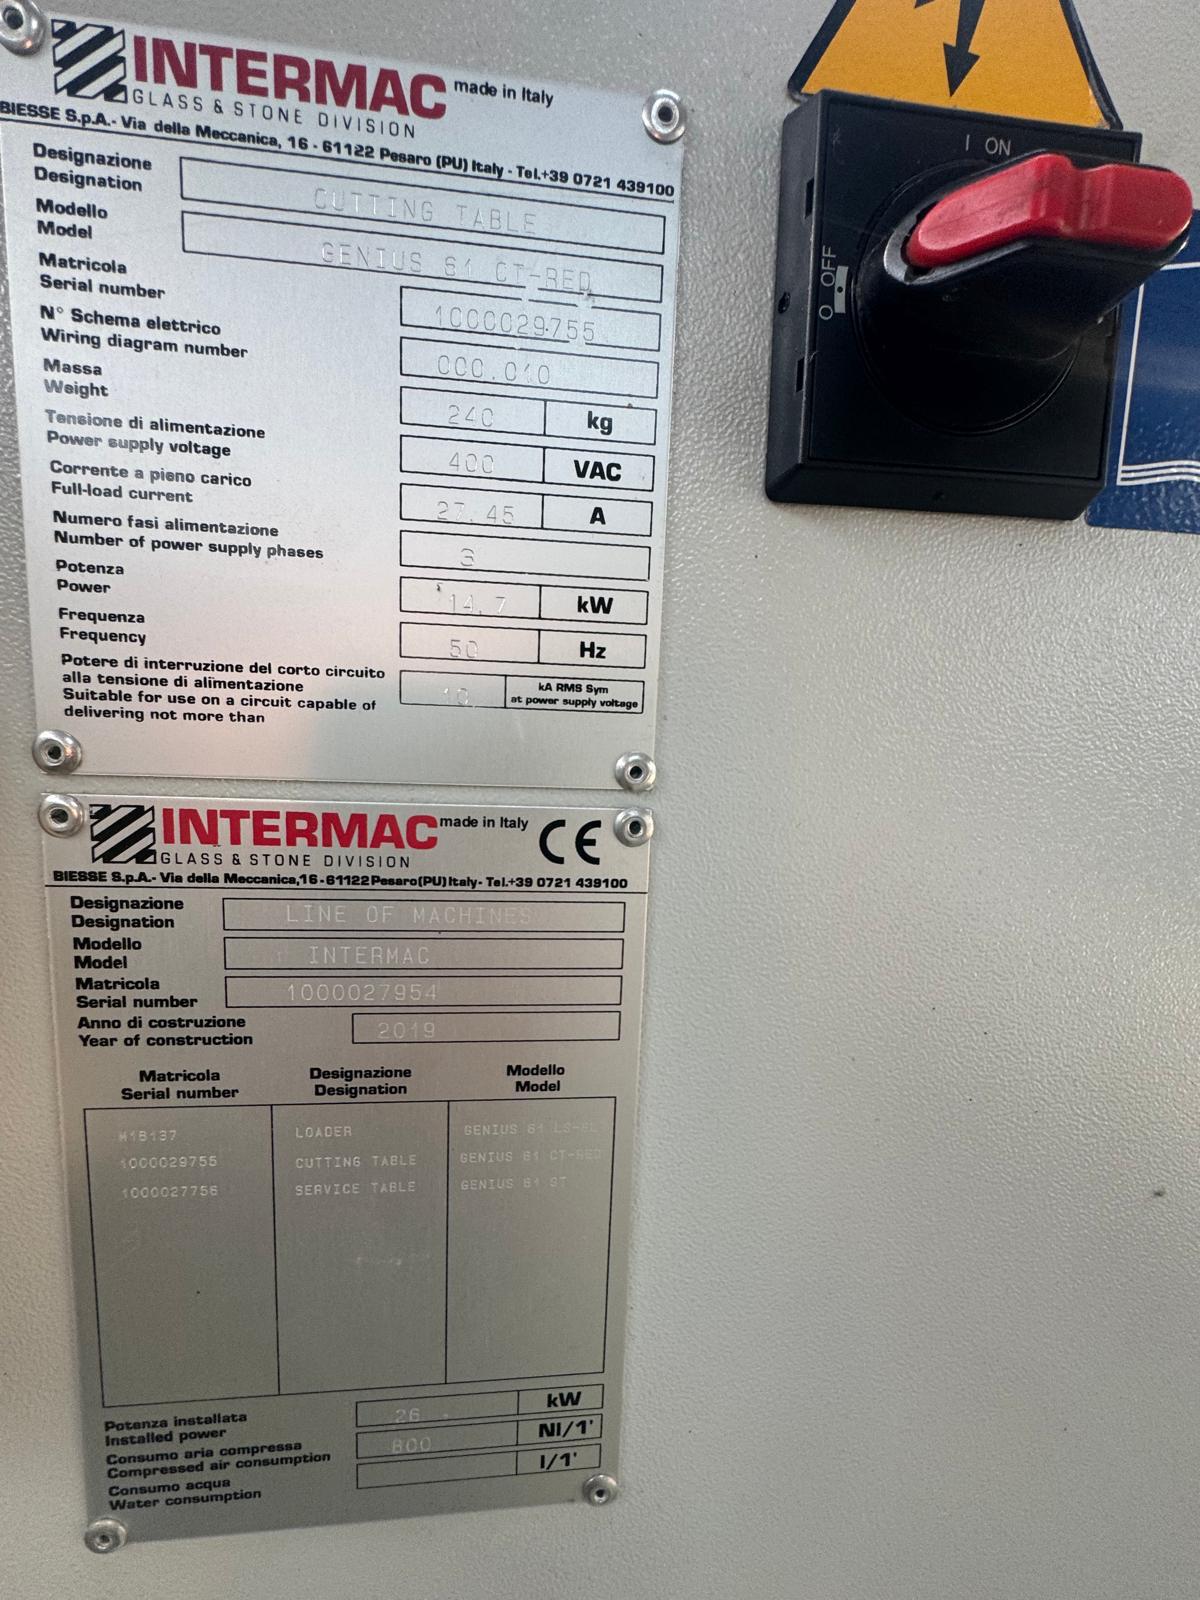 INTERMAC made in Italy
GLASS & STONE DIVISION
BIESSE S.p.A.- Via della Meccanica, 16 - 61122 Pesaro (PU) Italy - Tel.+39 0721 439100
Designazione
Designation
CUTTING TABLE
Modello
Model
GENIUS 61 CT-RED
Matricola
Serial number
1000029755
N° Schema elettrico
Wiring diagram number
000.010
Massa
Weight
240 kg
Tensione di alimentazione
Power supply voltage
400 VAC
Corrente a pieno carico
Full-load current
27.45 A
Numero fasi alimentazione
Number of power supply phases
3
Potenza
Power
14.7 kW
Frequenza
Frequency
50 Hz
Potere di interruzione del corto circuito
alla tensione di alimentazione
Suitable for use on a circuit capable of
delivering not more than
10 kA RMS Sym
at power supply voltage
I ON
O OFF
INTERMAC made in Italy CE
GLASS & STONE DIVISION
BIESSE S.p.A.- Via della Meccanica,16-61122 Pesaro(PU)Italy- Tel.+39 0721 439100
Designazione
Designation
LINE OF MACHINES
Modello
Model
INTERMAC
Matricola
Serial number
1000027954
Anno di costruzione
Year of construction
2019
Matricola Designazione Modello
Serial number Designation Model
LOADER GENIUS 61
1000029755 CUTTING TABLE GENIUS 61 CT-RED
1000027756 SERVICE TABLE GENIUS 61 ST
Potenza installata
Installed power
26 kW
Consumo aria compressa
Compressed air consumption
Nl/1'
Consumo acqua
Water consumption
l/1'